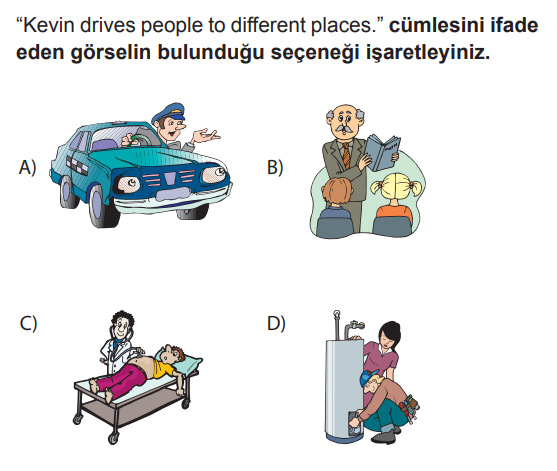 “Kevin drives people to different places.” cümlesini ifade
eden görselin bulunduğu seçeneği işaretleyiniz.
A)
B)
C)
D)